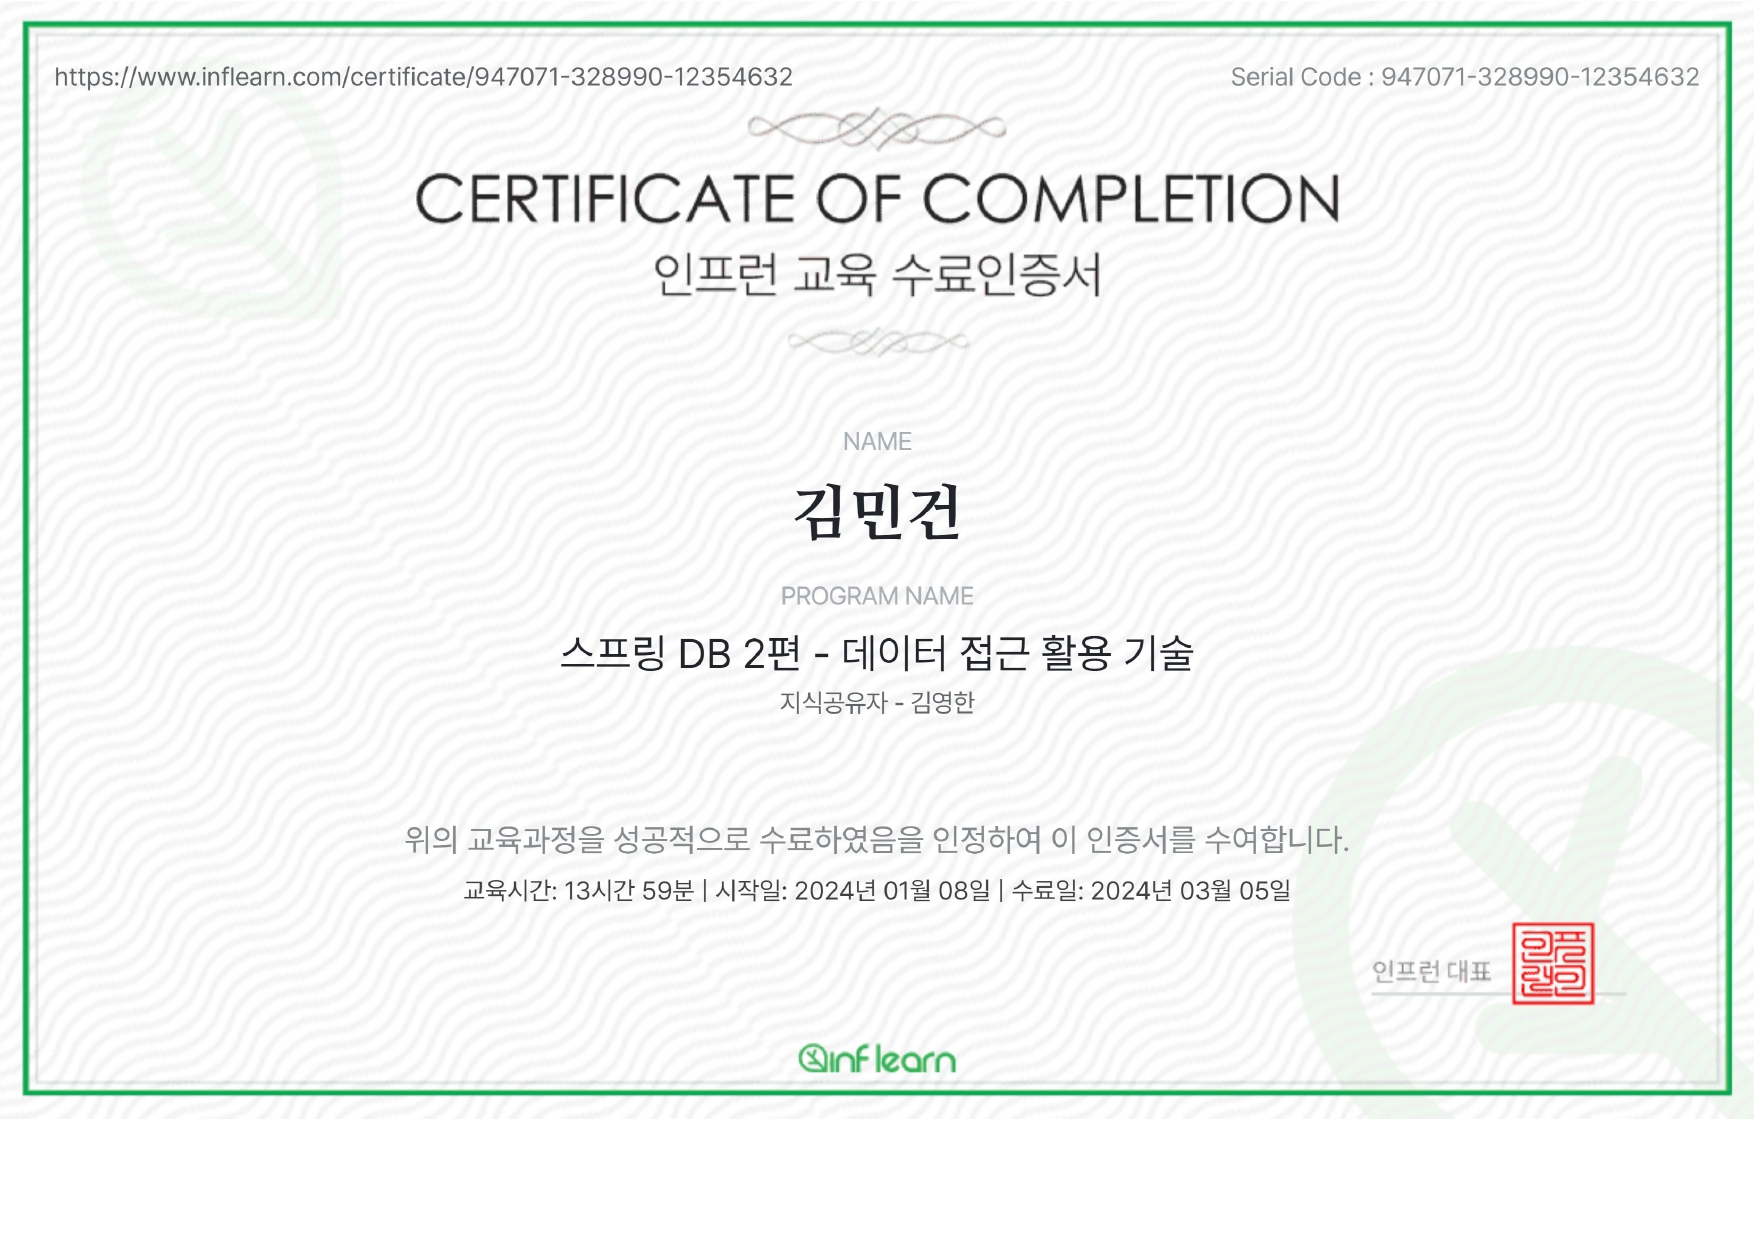 https://www.inflearn.com/certificate/947071-328990-12354632
Serial Code : 947071-328990-12354632
CERTIFICATE OF COMPLETION
인프런 교육 수료인증서
NAME
김민건
PROGRAM NAME
스프링 DB 2편 - 데이터 접근 활용 기술
지식공유자 - 김영한
위의 교육과정을 성공적으로 수료하였음을 인정하여 이 인증서를 수여합니다.
교육시간: 13시간 59분 | 시작일: 2024년 01월 08일 | 수료일: 2024년 03월 05일
인프런 대표
inflearn